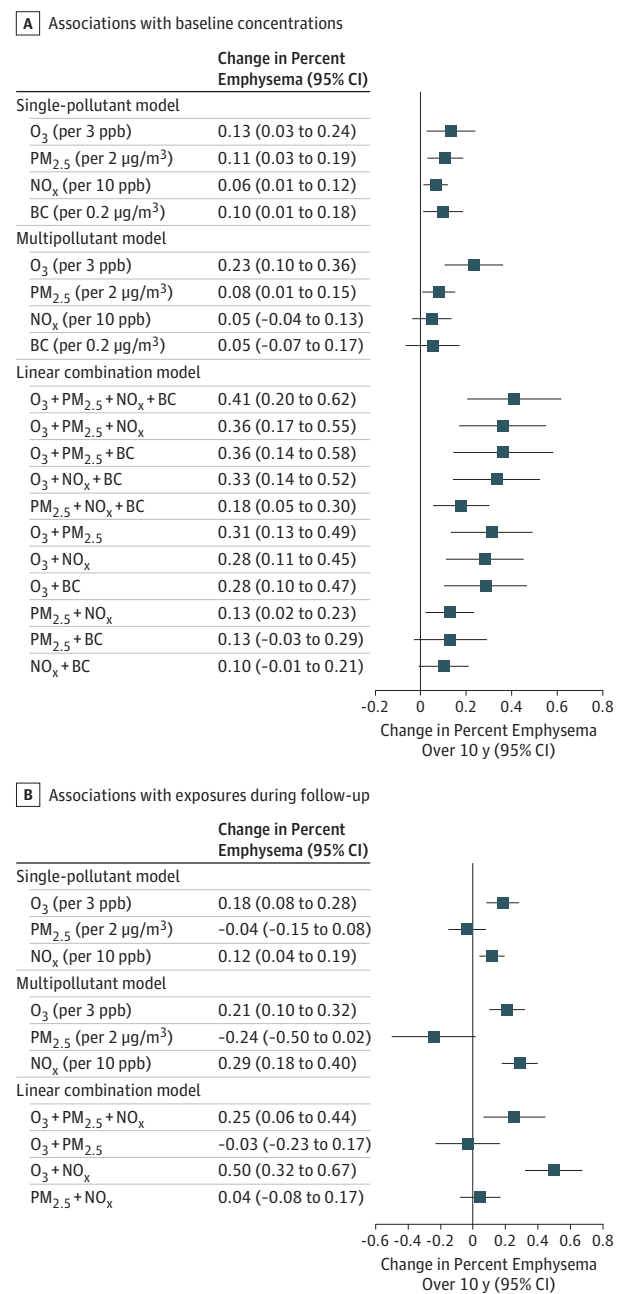 A Associations with baseline concentrations
Change in Percent
Emphysema (95% CI)
Single-pollutant model
O3 (per 3 ppb) 0.13 (0.03 to 0.24)
PM2.5 (per 2 µg/m3) 0.11 (0.03 to 0.19)
NOx (per 10 ppb) 0.06 (0.01 to 0.12)
BC (per 0.2 µg/m3) 0.10 (0.01 to 0.18)
Multipollutant model
O3 (per 3 ppb) 0.23 (0.10 to 0.36)
PM2.5 (per 2 µg/m3) 0.08 (0.01 to 0.15)
NOx (per 10 ppb) 0.05 (-0.04 to 0.13)
BC (per 0.2 µg/m3) 0.05 (-0.07 to 0.17)
Linear combination model
O3 + PM2.5 + NOx + BC 0.41 (0.20 to 0.62)
O3 + PM2.5 + NOx 0.36 (0.17 to 0.55)
O3 + PM2.5 + BC 0.36 (0.14 to 0.58)
O3 + NOx + BC 0.33 (0.14 to 0.52)
PM2.5 + NOx + BC 0.18 (0.05 to 0.30)
O3 + PM2.5 0.31 (0.13 to 0.49)
O3 + NOx 0.28 (0.11 to 0.45)
O3 + BC 0.28 (0.10 to 0.47)
PM2.5 + NOx 0.13 (0.02 to 0.23)
PM2.5 + BC 0.13 (-0.03 to 0.29)
NOx + BC 0.10 (-0.01 to 0.21)
-0.2 0 0.2 0.4 0.6 0.8
Change in Percent Emphysema
Over 10 y (95% CI)
B Associations with exposures during follow-up
Change in Percent
Emphysema (95% CI)
Single-pollutant model
O3 (per 3 ppb) 0.18 (0.08 to 0.28)
PM2.5 (per 2 µg/m3) -0.04 (-0.15 to 0.08)
NOx (per 10 ppb) 0.12 (0.04 to 0.19)
Multipollutant model
O3 (per 3 ppb) 0.21 (0.10 to 0.32)
PM2.5 (per 2 µg/m3) -0.24 (-0.50 to 0.02)
NOx (per 10 ppb) 0.29 (0.18 to 0.40)
Linear combination model
O3 + PM2.5 + NOx 0.25 (0.06 to 0.44)
O3 + PM2.5 -0.03 (-0.23 to 0.17)
O3 + NOx 0.50 (0.32 to 0.67)
PM2.5 + NOx 0.04 (-0.08 to 0.17)
-0.6 -0.4 -0.2 0 0.2 0.4 0.6 0.8
Change in Percent Emphysema
Over 10 y (95% CI)